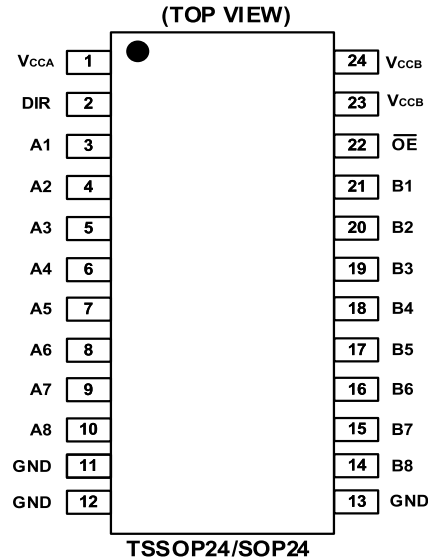 (TOP VIEW)
VCCA 1 24 VCCB
DIR 2 23 VCCB
A1 3 22 O̅E̅
A2 4 21 B1
A3 5 20 B2
A4 6 19 B3
A5 7 18 B4
A6 8 17 B5
A7 9 16 B6
A8 10 15 B7
GND 11 14 B8
GND 12 13 GND
TSSOP24/SOP24